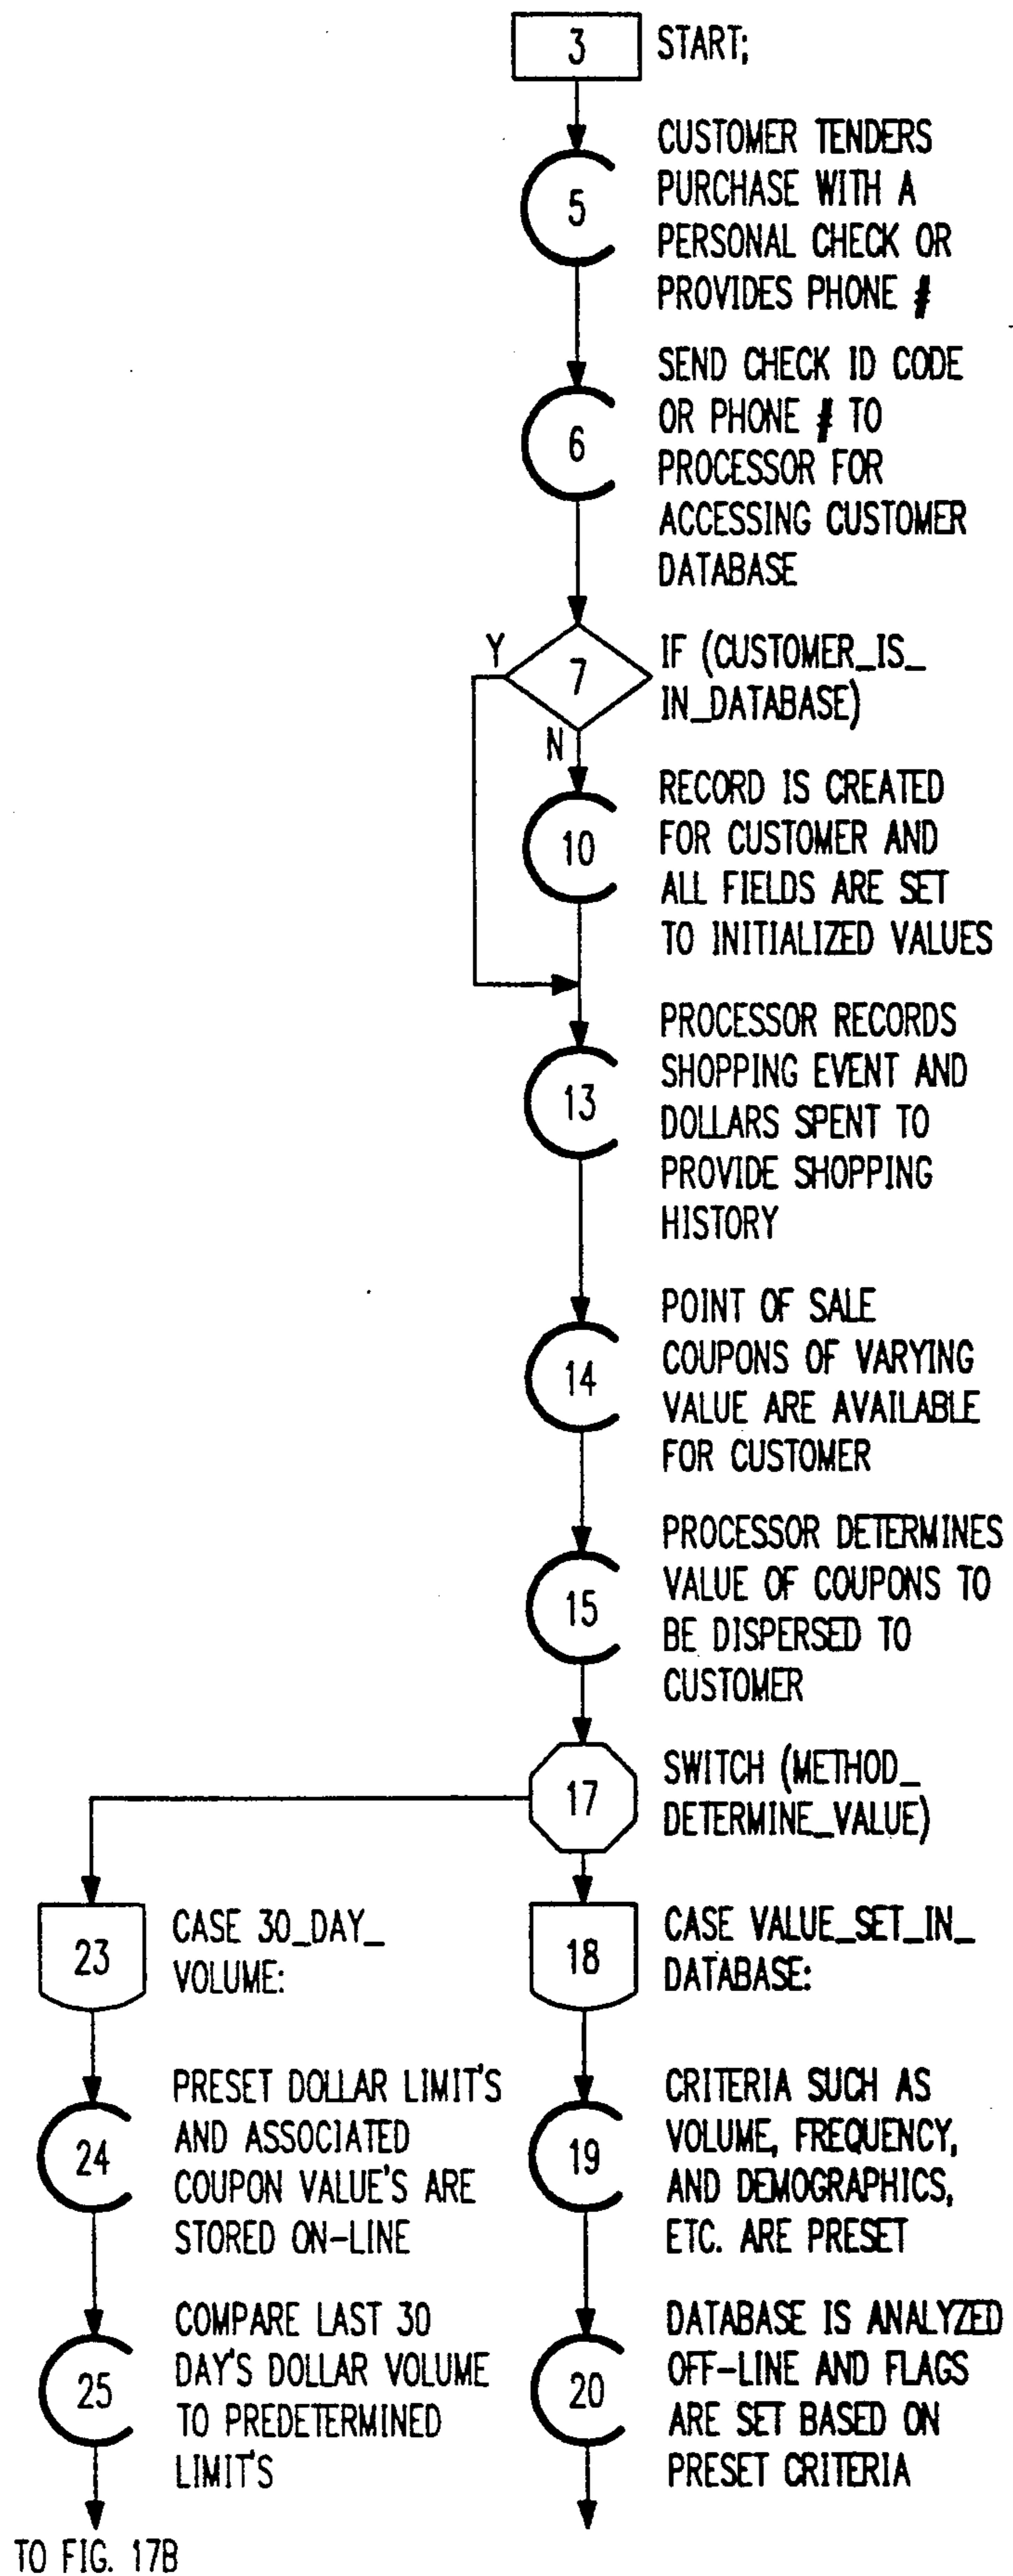 3 START;
CUSTOMER TENDERS
5 PURCHASE WITH A
PERSONAL CHECK OR
PROVIDES PHONE #
SEND CHECK ID CODE
OR PHONE # TO
6 PROCESSOR FOR
ACCESSING CUSTOMER
DATABASE
Y
7 IF (CUSTOMER_IS_
IN_DATABASE)
N
RECORD IS CREATED
10 FOR CUSTOMER AND
ALL FIELDS ARE SET
TO INITIALIZED VALUES
PROCESSOR RECORDS
SHOPPING EVENT AND
13 DOLLARS SPENT TO
PROVIDE SHOPPING
HISTORY
POINT OF SALE
COUPONS OF VARYING
14 VALUE ARE AVAILABLE
FOR CUSTOMER
PROCESSOR DETERMINES
VALUE OF COUPONS TO
15 BE DISPERSED TO
CUSTOMER
17 SWITCH (METHOD_
DETERMINE_VALUE)
23 CASE 30_DAY_
VOLUME:
18 CASE VALUE_SET_IN_
DATABASE:
PRESET DOLLAR LIMIT'S
24 AND ASSOCIATED
COUPON VALUE'S ARE
STORED ON-LINE
CRITERIA SUCH AS
19 VOLUME, FREQUENCY,
AND DEMOGRAPHICS,
ETC. ARE PRESET
COMPARE LAST 30
25 DAY'S DOLLAR VOLUME
TO PREDETERMINED
LIMIT'S
DATABASE IS ANALYZED
20 OFF-LINE AND FLAGS
ARE SET BASED ON
PRESET CRITERIA
TO FIG. 17B